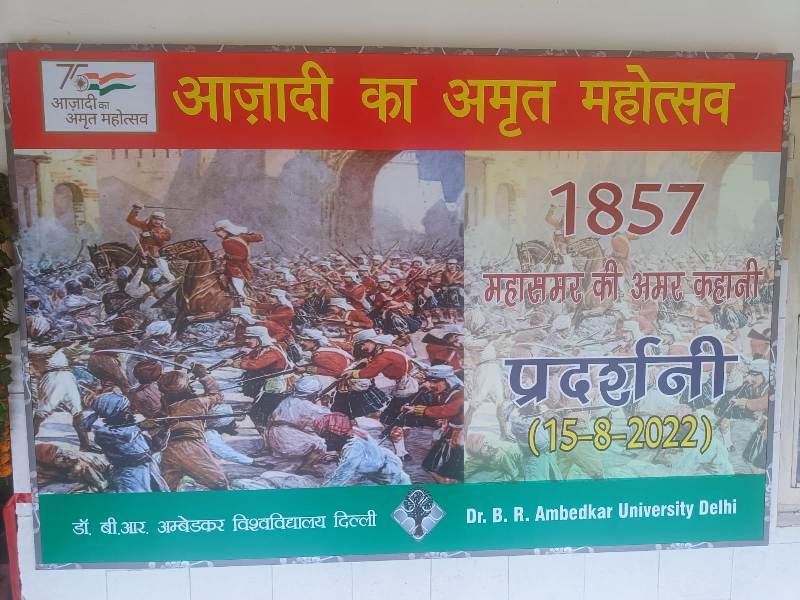 75
आज़ादी का
अमृत महोत्सव
आज़ादी का अमृत महोत्सव
1857
महासमर की अमर कहानी
प्रदर्शनी
(15-8-2022)
डॉ. बी.आर. अम्बेडकर विश्वविद्यालय दिल्ली
Dr. B. R. Ambedkar University Delhi